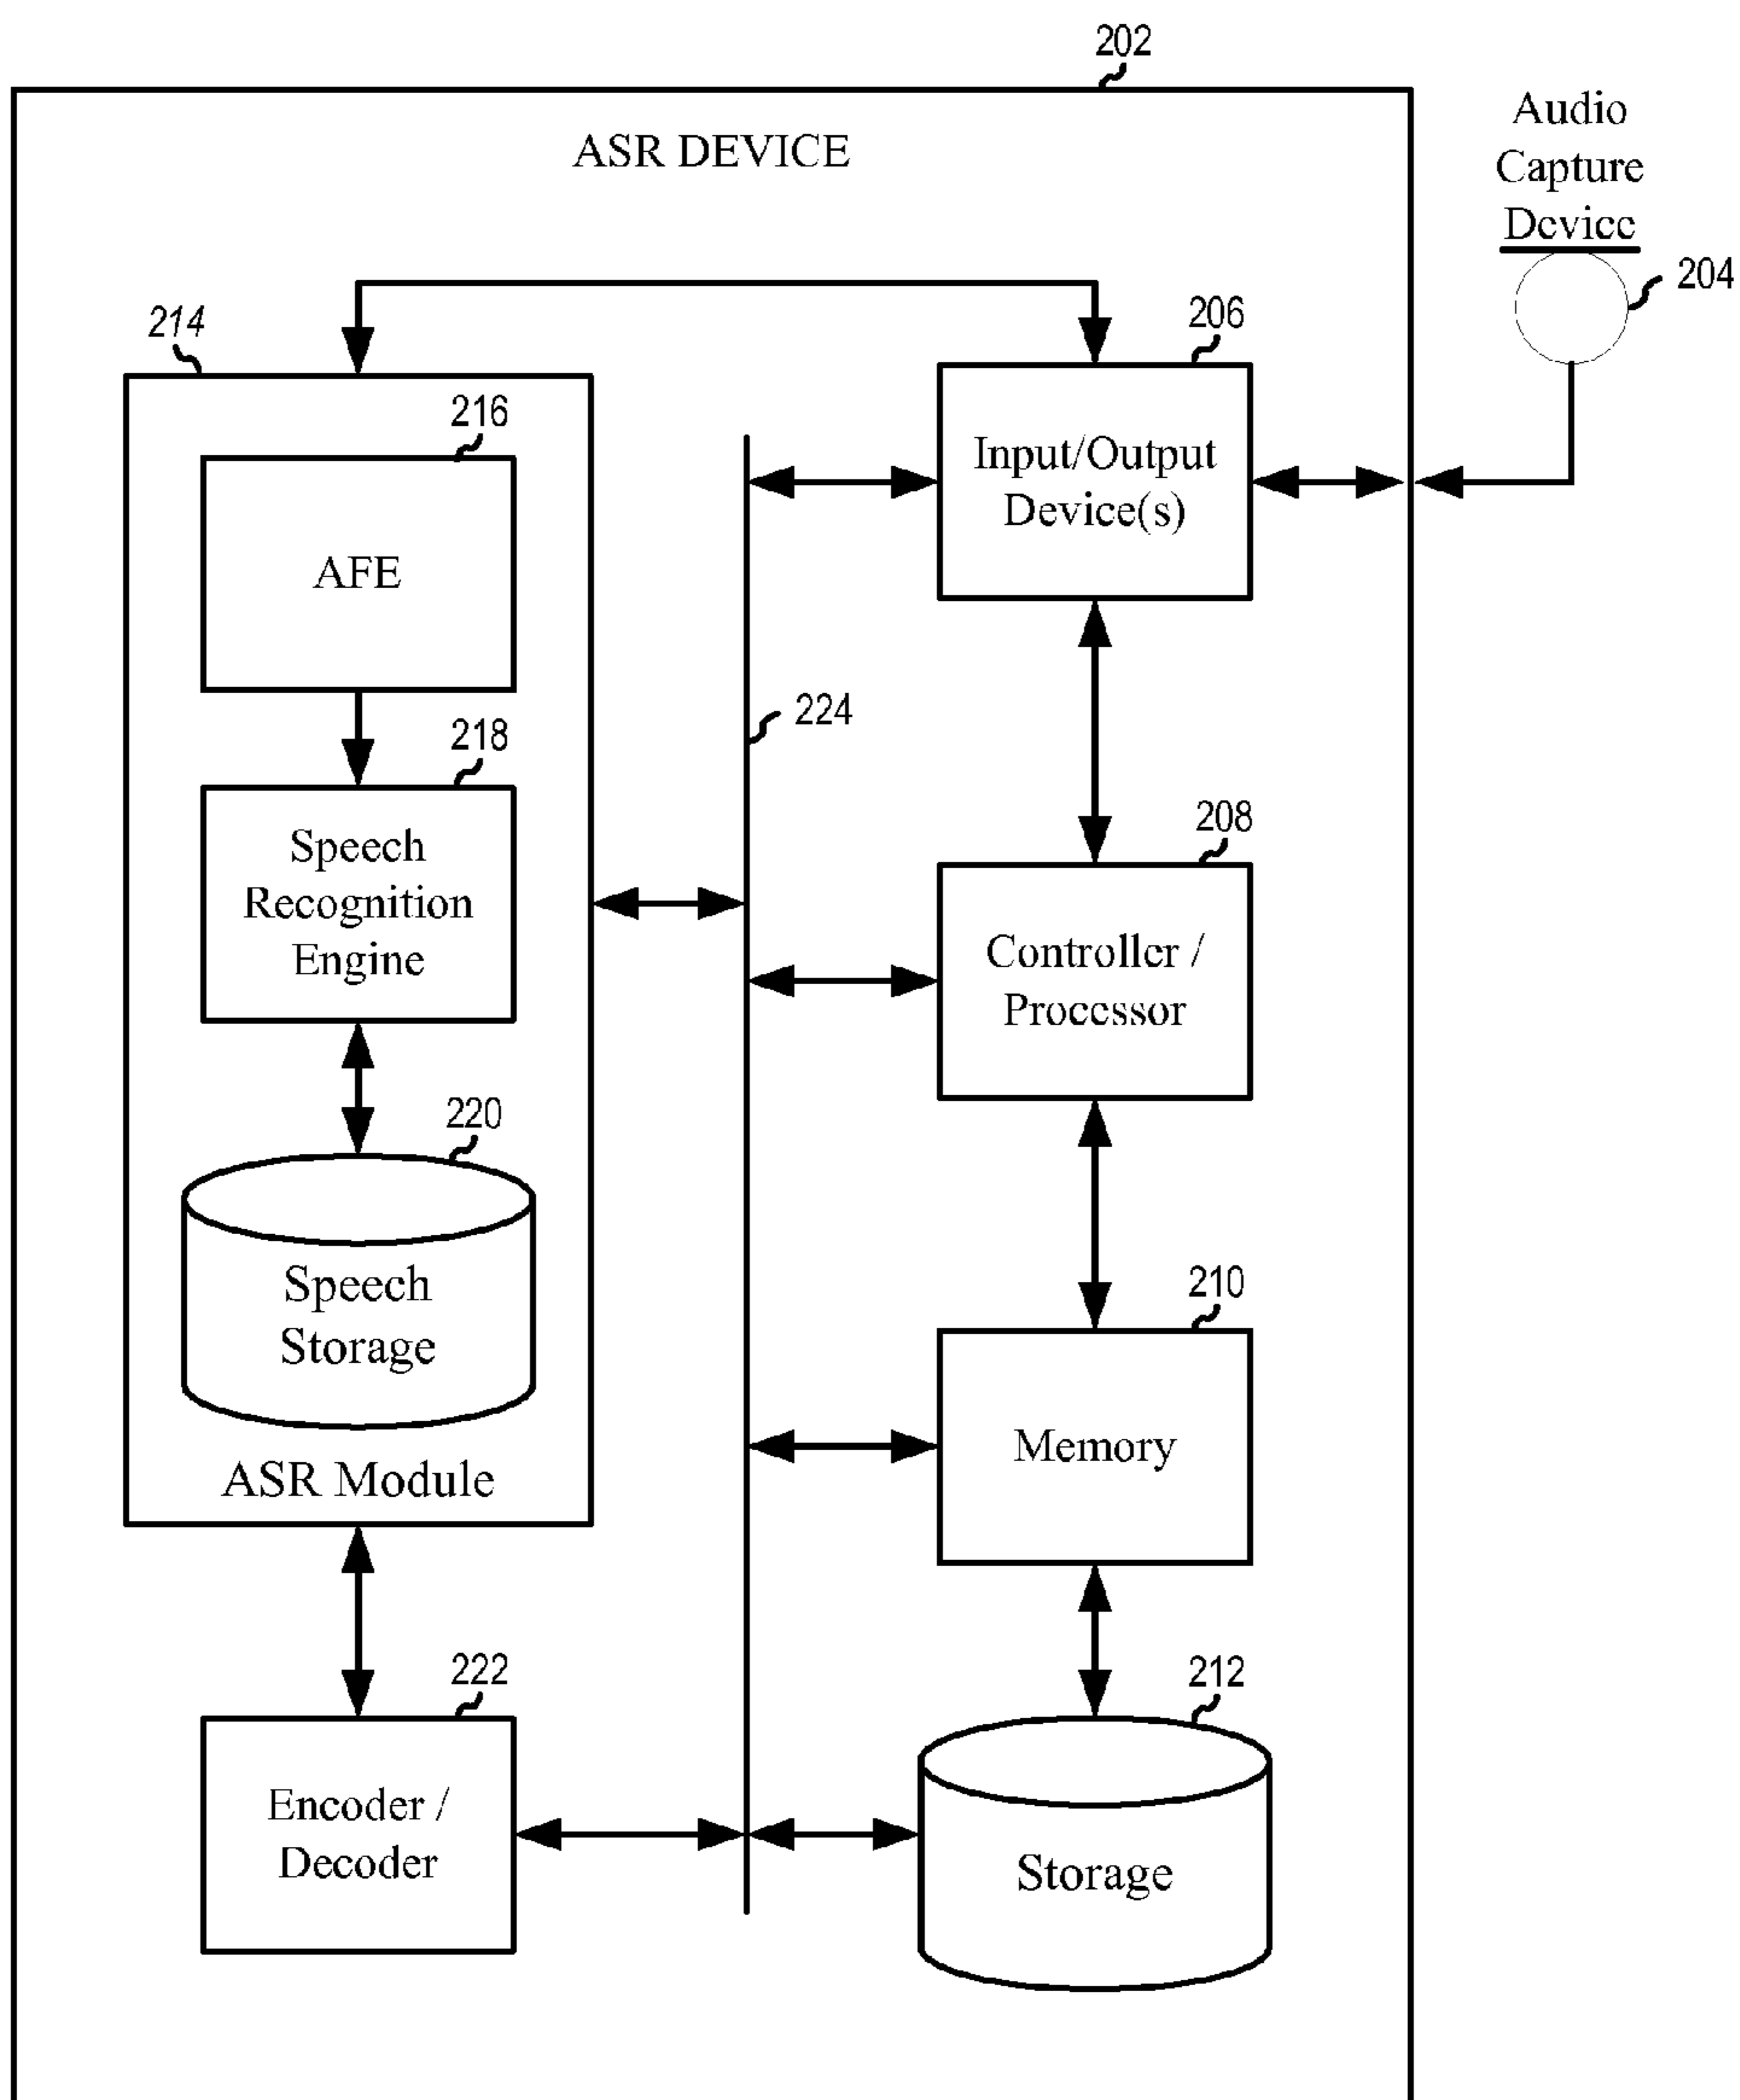 202
ASR DEVICE
Audio
Capture
Device
204
206
214
216
Input/Output
Device(s)
AFE
224
218
208
Speech
Recognition
Engine
Controller /
Processor
220
210
Speech
Storage
Memory
ASR Module
222
212
Encoder /
Decoder
Storage